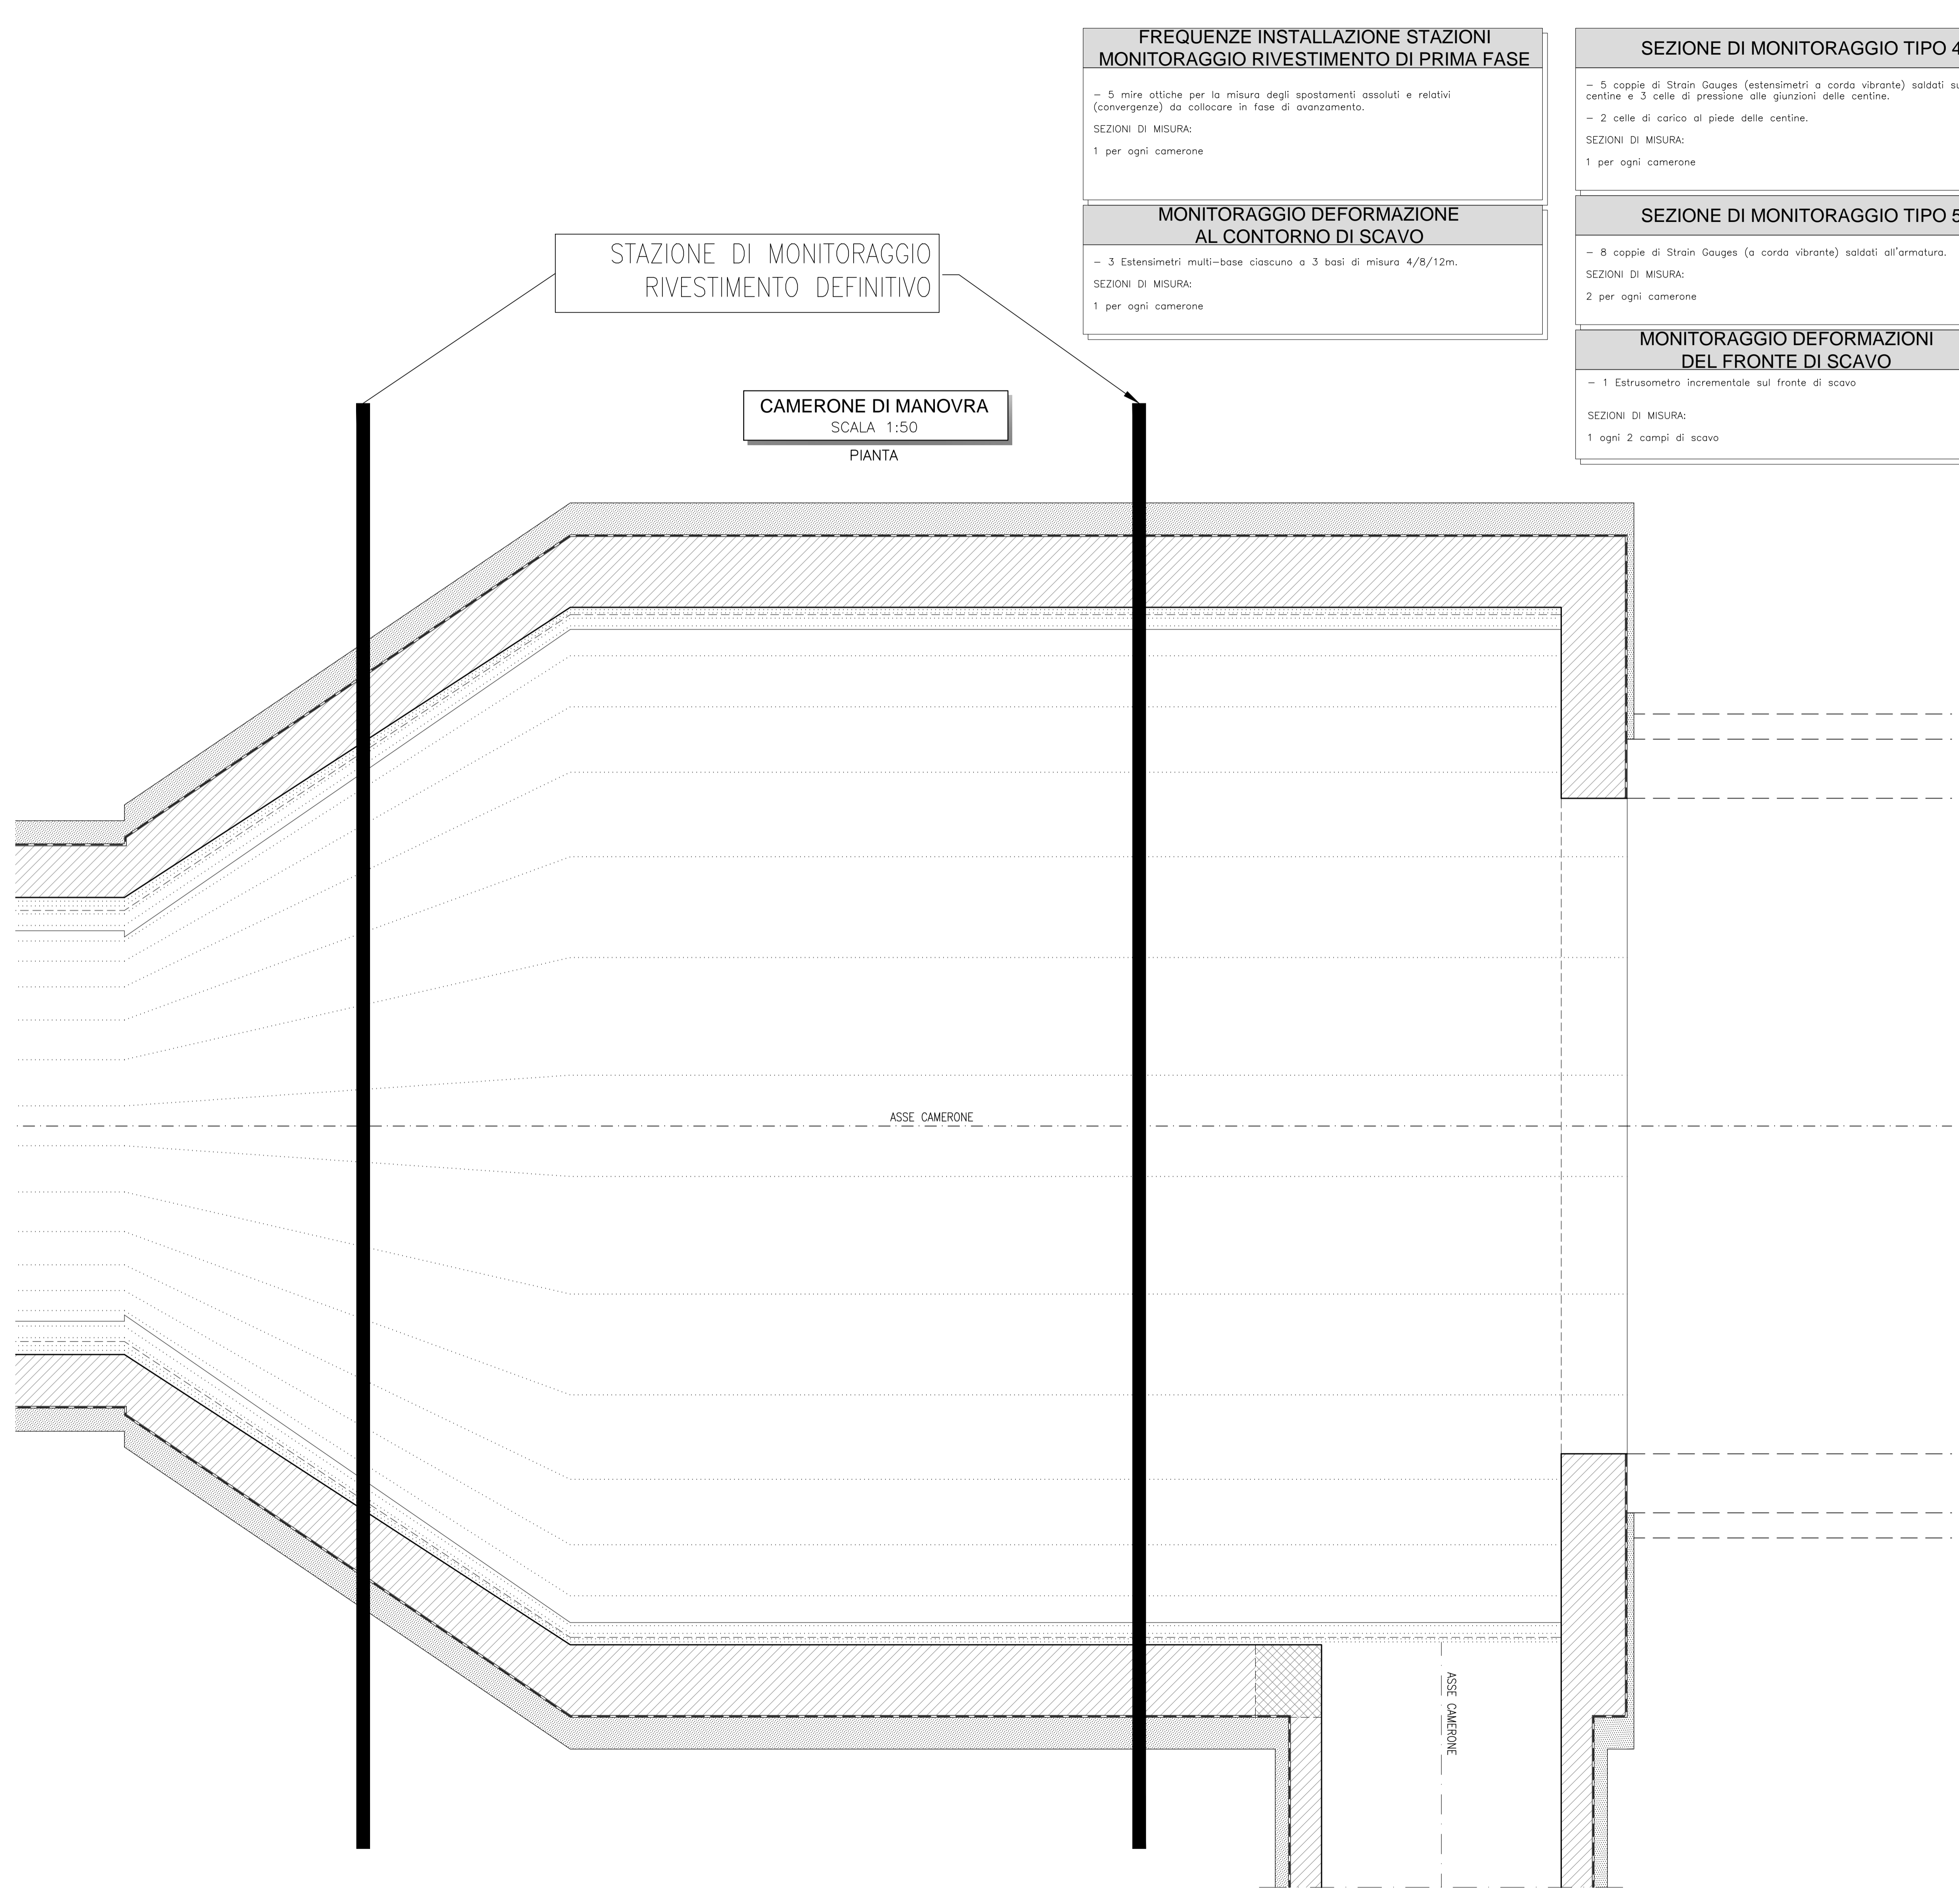 FREQUENZE INSTALLAZIONE STAZIONI
MONITORAGGIO RIVESTIMENTO DI PRIMA FASE
– 5 mire ottiche per la misura degli spostamenti assoluti e relativi
(convergenze) da collocare in fase di avanzamento.
SEZIONI DI MISURA:
1 per ogni camerone
MONITORAGGIO DEFORMAZIONE
AL CONTORNO DI SCAVO
– 3 Estensimetri multi–base ciascuno a 3 basi di misura 4/8/12m.
SEZIONI DI MISURA:
1 per ogni camerone
SEZIONE DI MONITORAGGIO TIPO 4
– 5 coppie di Strain Gauges (estensimetri a corda vibrante) saldati
centine e 3 celle di pressione alle giunzioni delle centine.
– 2 celle di carico al piede delle centine.
SEZIONI DI MISURA:
1 per ogni camerone
SEZIONE DI MONITORAGGIO TIPO 5
– 8 coppie di Strain Gauges (a corda vibrante) saldati all'armatura.
SEZIONI DI MISURA:
2 per ogni camerone
MONITORAGGIO DEFORMAZIONI
DEL FRONTE DI SCAVO
– 1 Estrusometro incrementale sul fronte di scavo
SEZIONI DI MISURA:
1 ogni 2 campi di scavo
STAZIONE DI MONITORAGGIO
RIVESTIMENTO DEFINITIVO
CAMERONE DI MANOVRA
SCALA 1:50
PIANTA
ASSE CAMERONE
ASSE CAMERONE